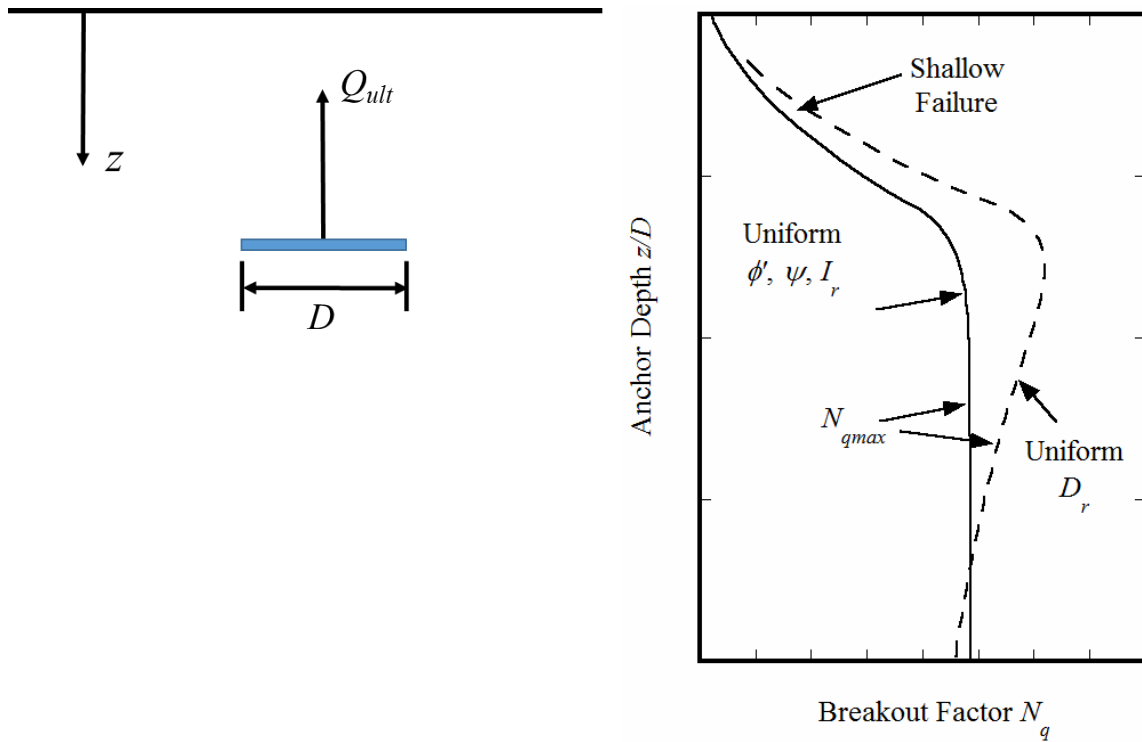 Q_ult
z
D
Shallow
Failure
Uniform
ϕ′, ψ, I_r
N_qmax
Uniform
D_r
Anchor Depth z/D
Breakout Factor N_q